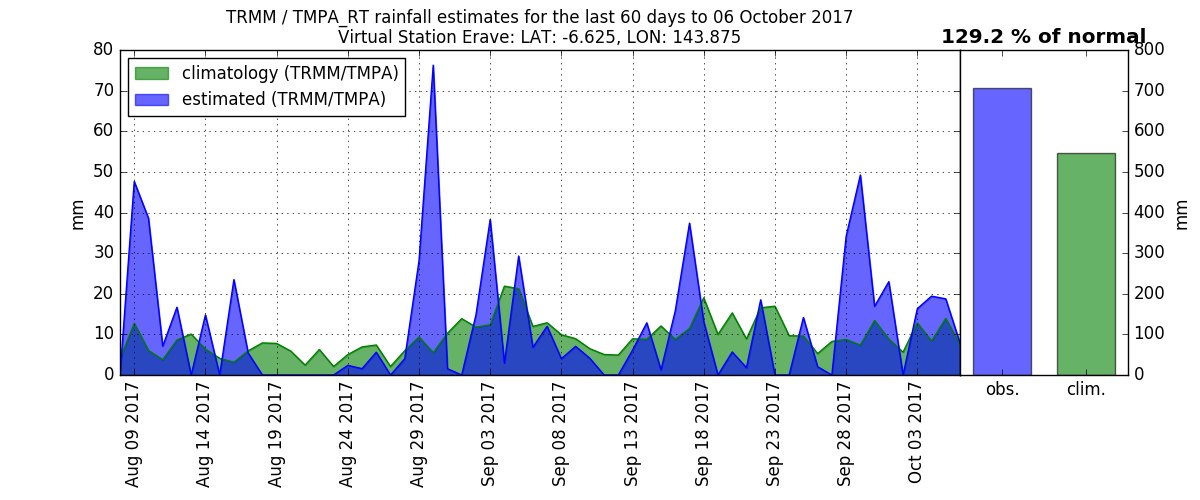 TRMM / TMPA_RT rainfall estimates for the last 60 days to 06 October 2017
Virtual Station Erave: LAT: -6.625, LON: 143.875
129.2 % of normal
climatology (TRMM/TMPA)
estimated (TRMM/TMPA)
mm
80
70
60
50
40
30
20
10
0
Aug 09 2017
Aug 14 2017
Aug 19 2017
Aug 24 2017
Aug 29 2017
Sep 03 2017
Sep 08 2017
Sep 13 2017
Sep 18 2017
Sep 23 2017
Sep 28 2017
Oct 03 2017
obs.
clim.
800
700
600
500
400
300
200
100
0
mm